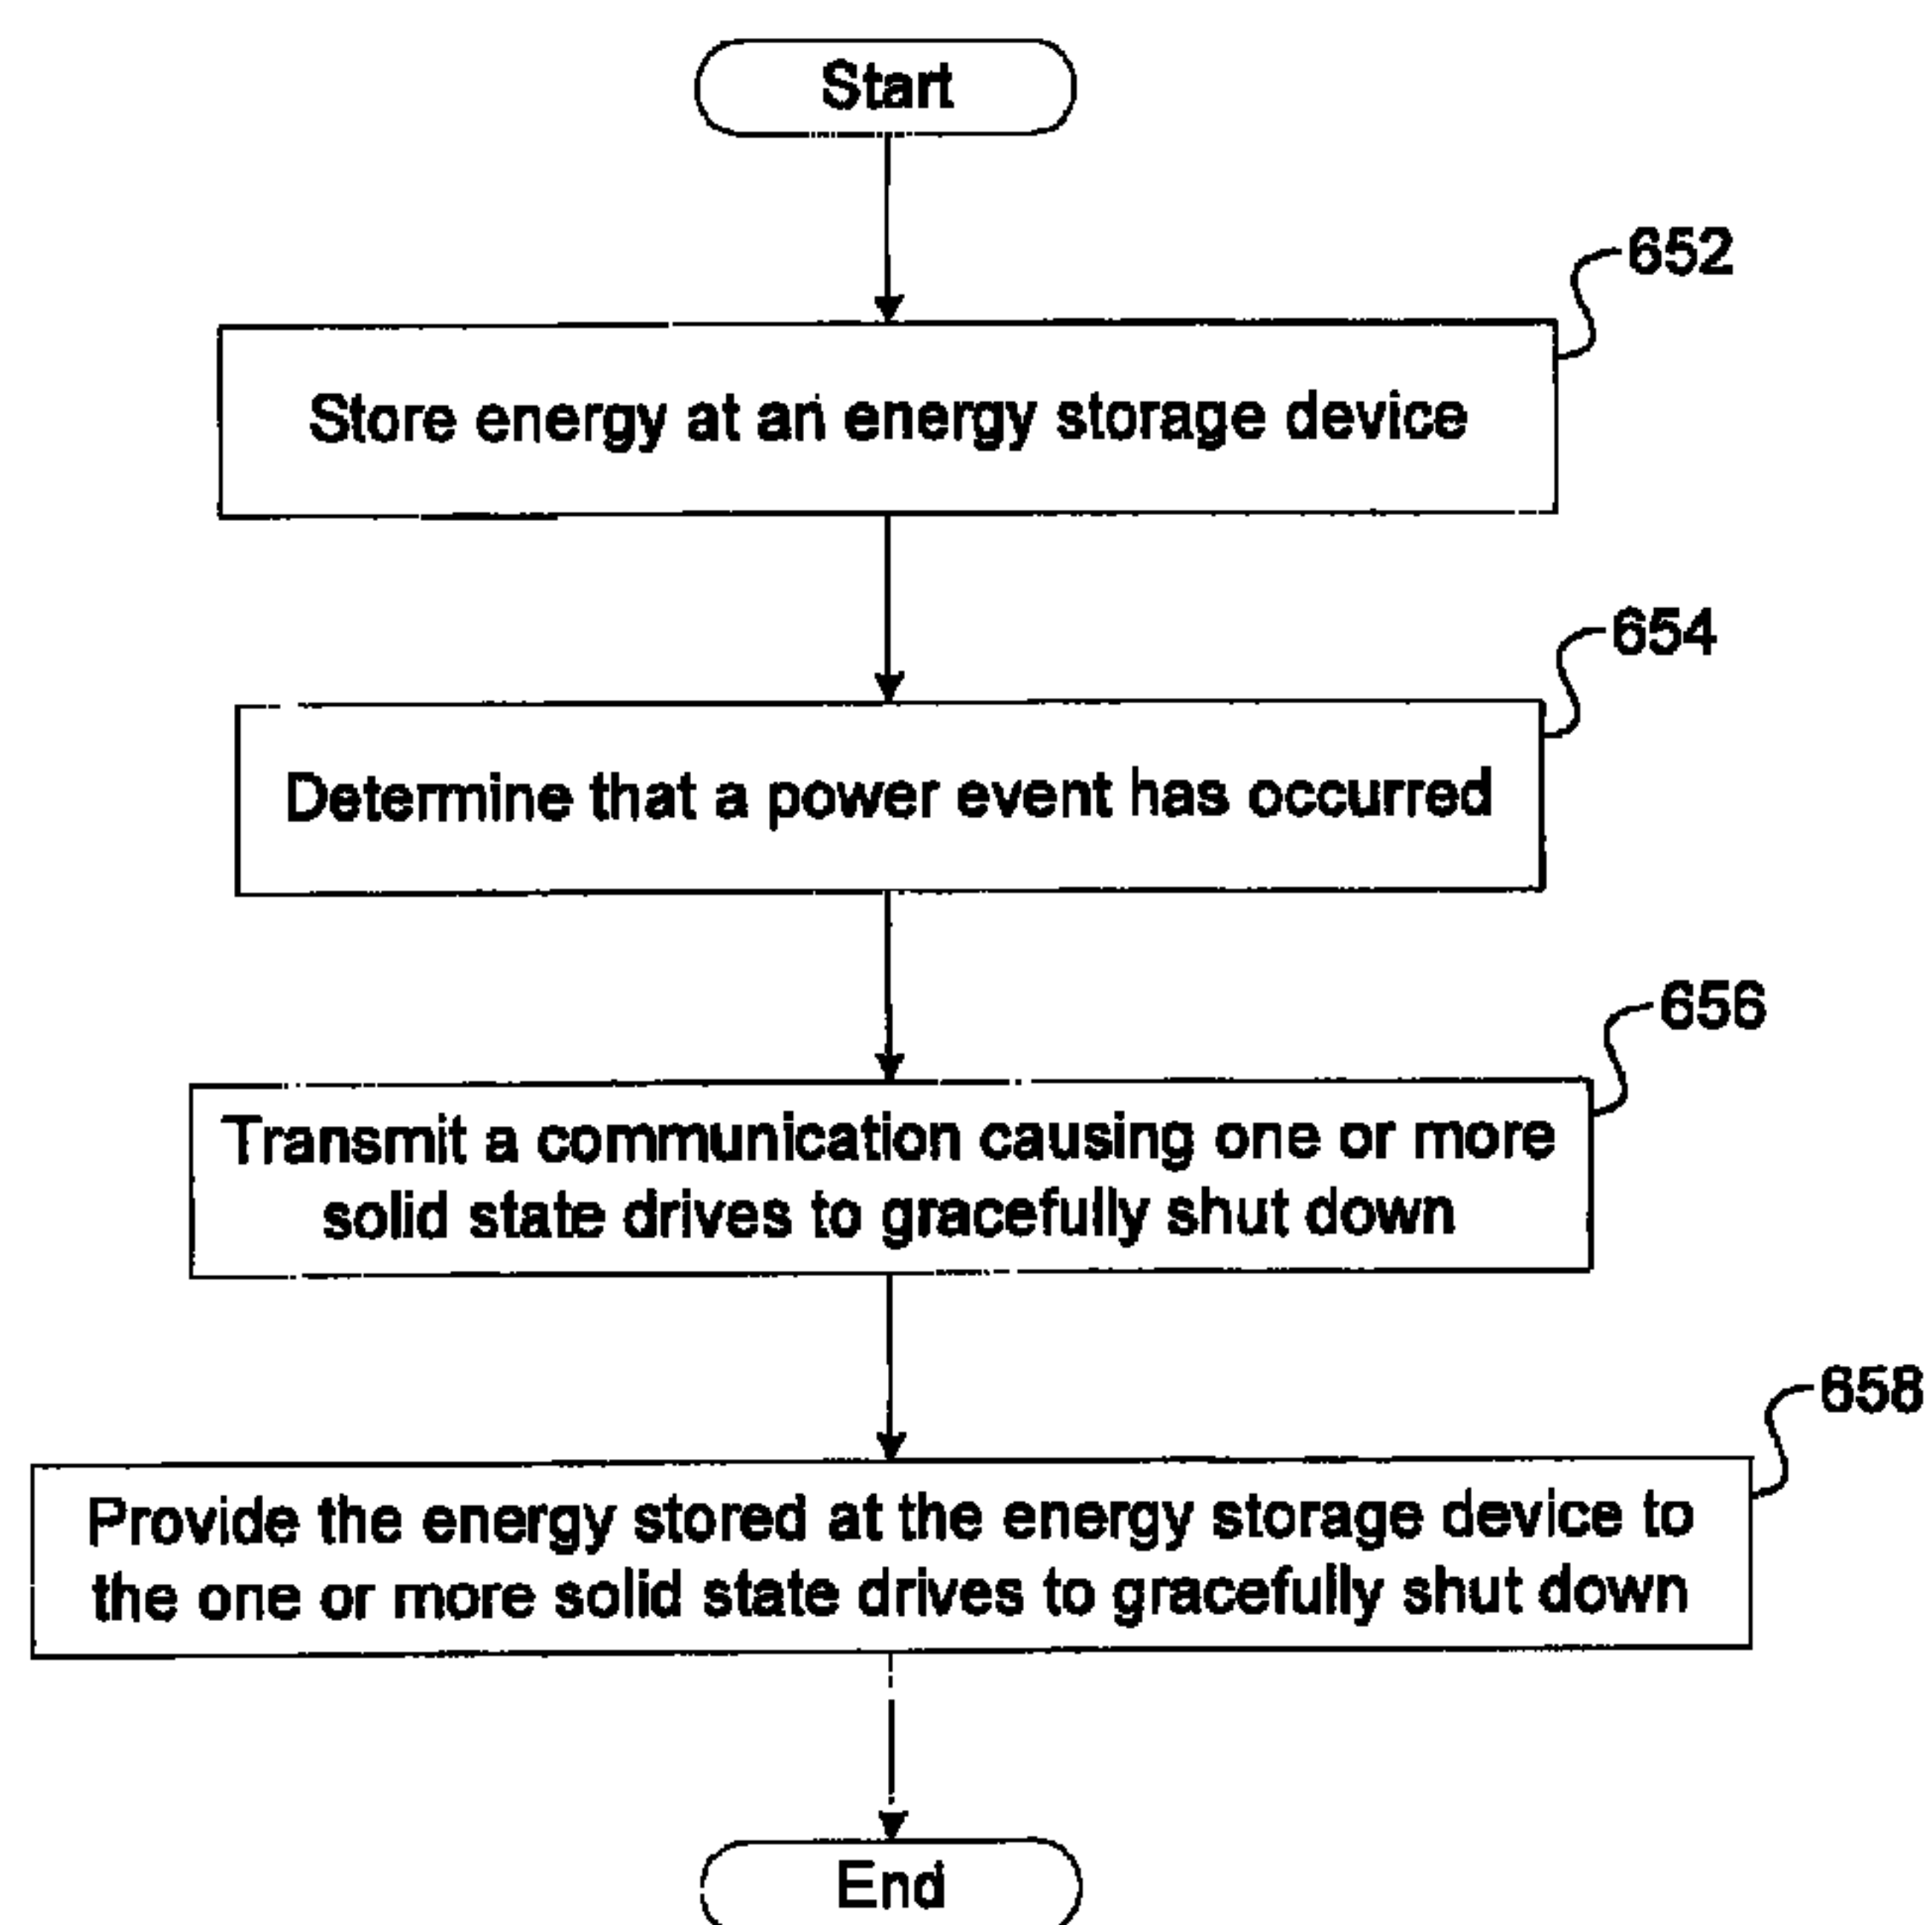 Start
652
Store energy at an energy storage device
654
Determine that a power event has occurred
656
Transmit a communication causing one or more
solid state drives to gracefully shut down
658
Provide the energy stored at the energy storage device to
the one or more solid state drives to gracefully shut down
End